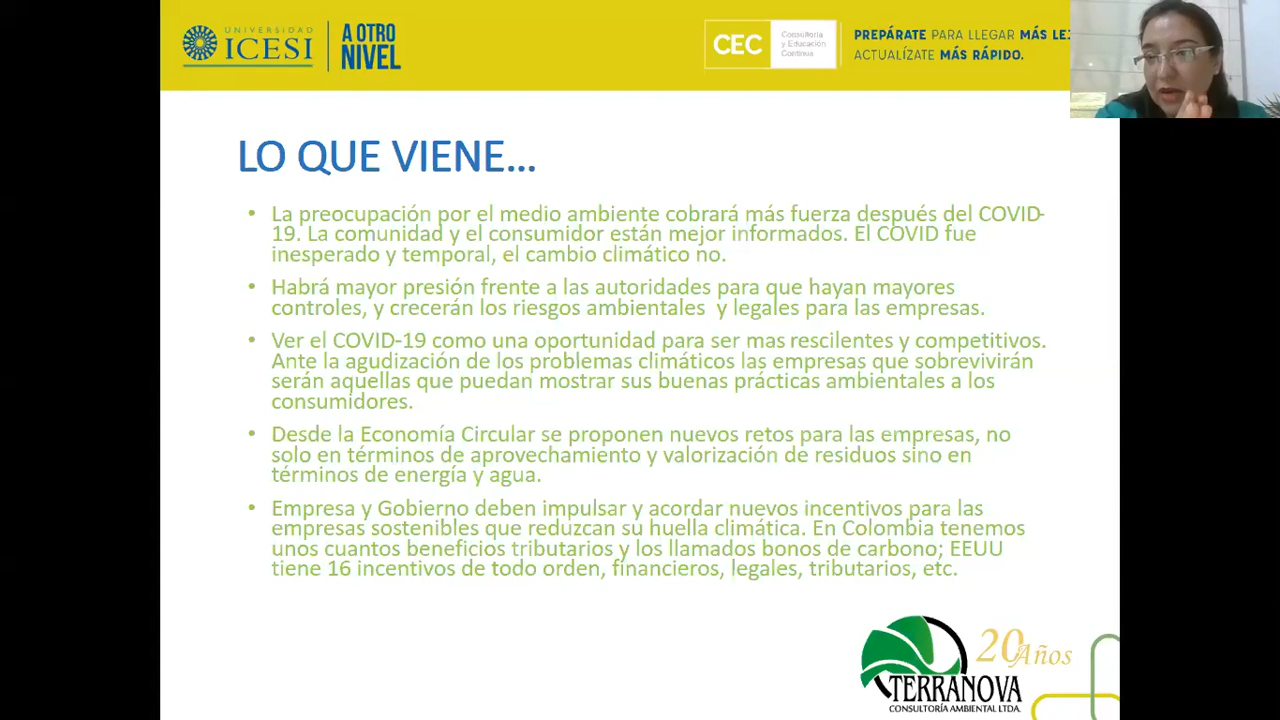 UNIVERSIDAD
ICESI
A OTRO
NIVEL
CEC
Consultoría
y Educación
Continua
PREPÁRATE PARA LLEGAR MÁS
ACTUALÍZATE MÁS RÁPIDO.
LO QUE VIENE...
• La preocupación por el medio ambiente cobrará más fuerza después del COVID-
19. La comunidad y el consumidor están mejor informados. El COVID fue
inesperado y temporal, el cambio climático no.
• Habrá mayor presión frente a las autoridades para que hayan mayores
controles, y crecerán los riesgos ambientales y legales para las empresas.
• Ver el COVID-19 como una oportunidad para ser mas rescilentes y competitivos.
Ante la agudización de los problemas climáticos las empresas que sobrevivirán
serán aquellas que puedan mostrar sus buenas prácticas ambientales a los
consumidores.
• Desde la Economía Circular se proponen nuevos retos para las empresas, no
solo en términos de aprovechamiento y valorización de residuos sino en
términos de energía y agua.
• Empresa y Gobierno deben impulsar y acordar nuevos incentivos para las
empresas sostenibles que reduzcan su huella climática. En Colombia tenemos
unos cuantos beneficios tributarios y los llamados bonos de carbono; EEUU
tiene 16 incentivos de todo orden, financieros, legales, tributarios, etc.
20 Años
TERRANOVA
CONSULTORÍA AMBIENTAL LTDA.